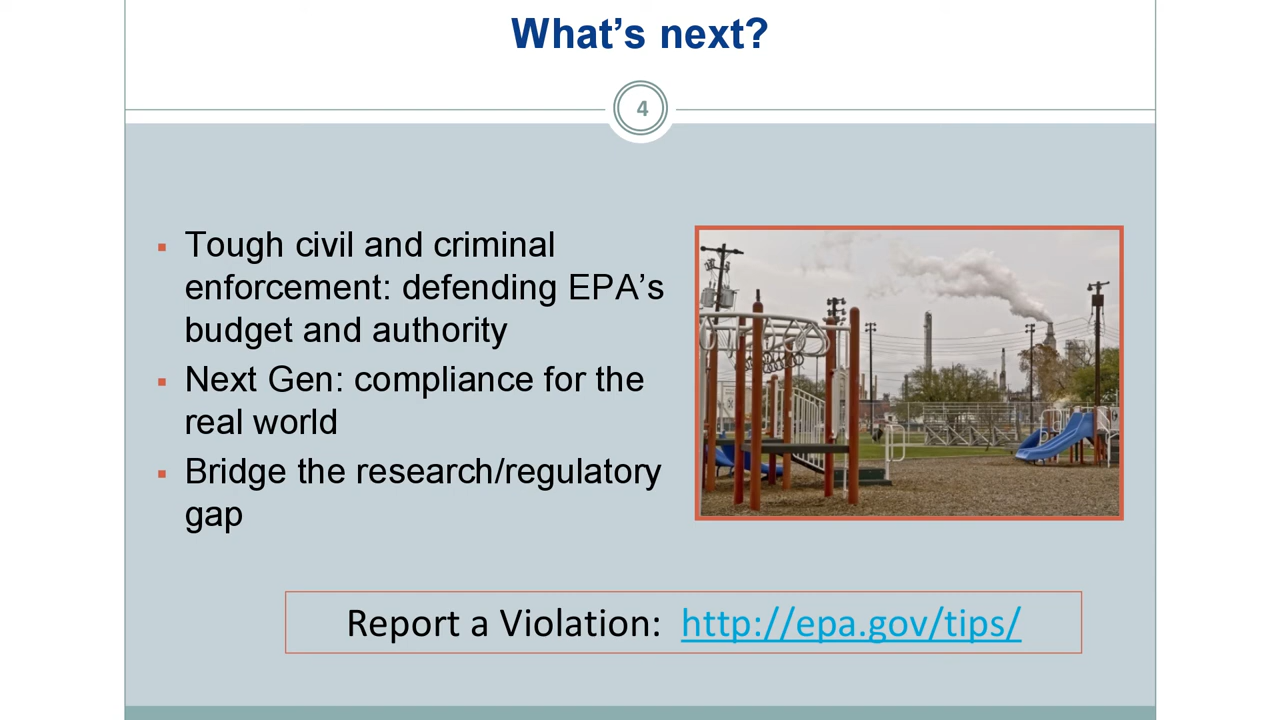 What’s next?
4
▪ Tough civil and criminal
enforcement: defending EPA’s
budget and authority
▪ Next Gen: compliance for the
real world
▪ Bridge the research/regulatory
gap
Report a Violation: http://epa.gov/tips/